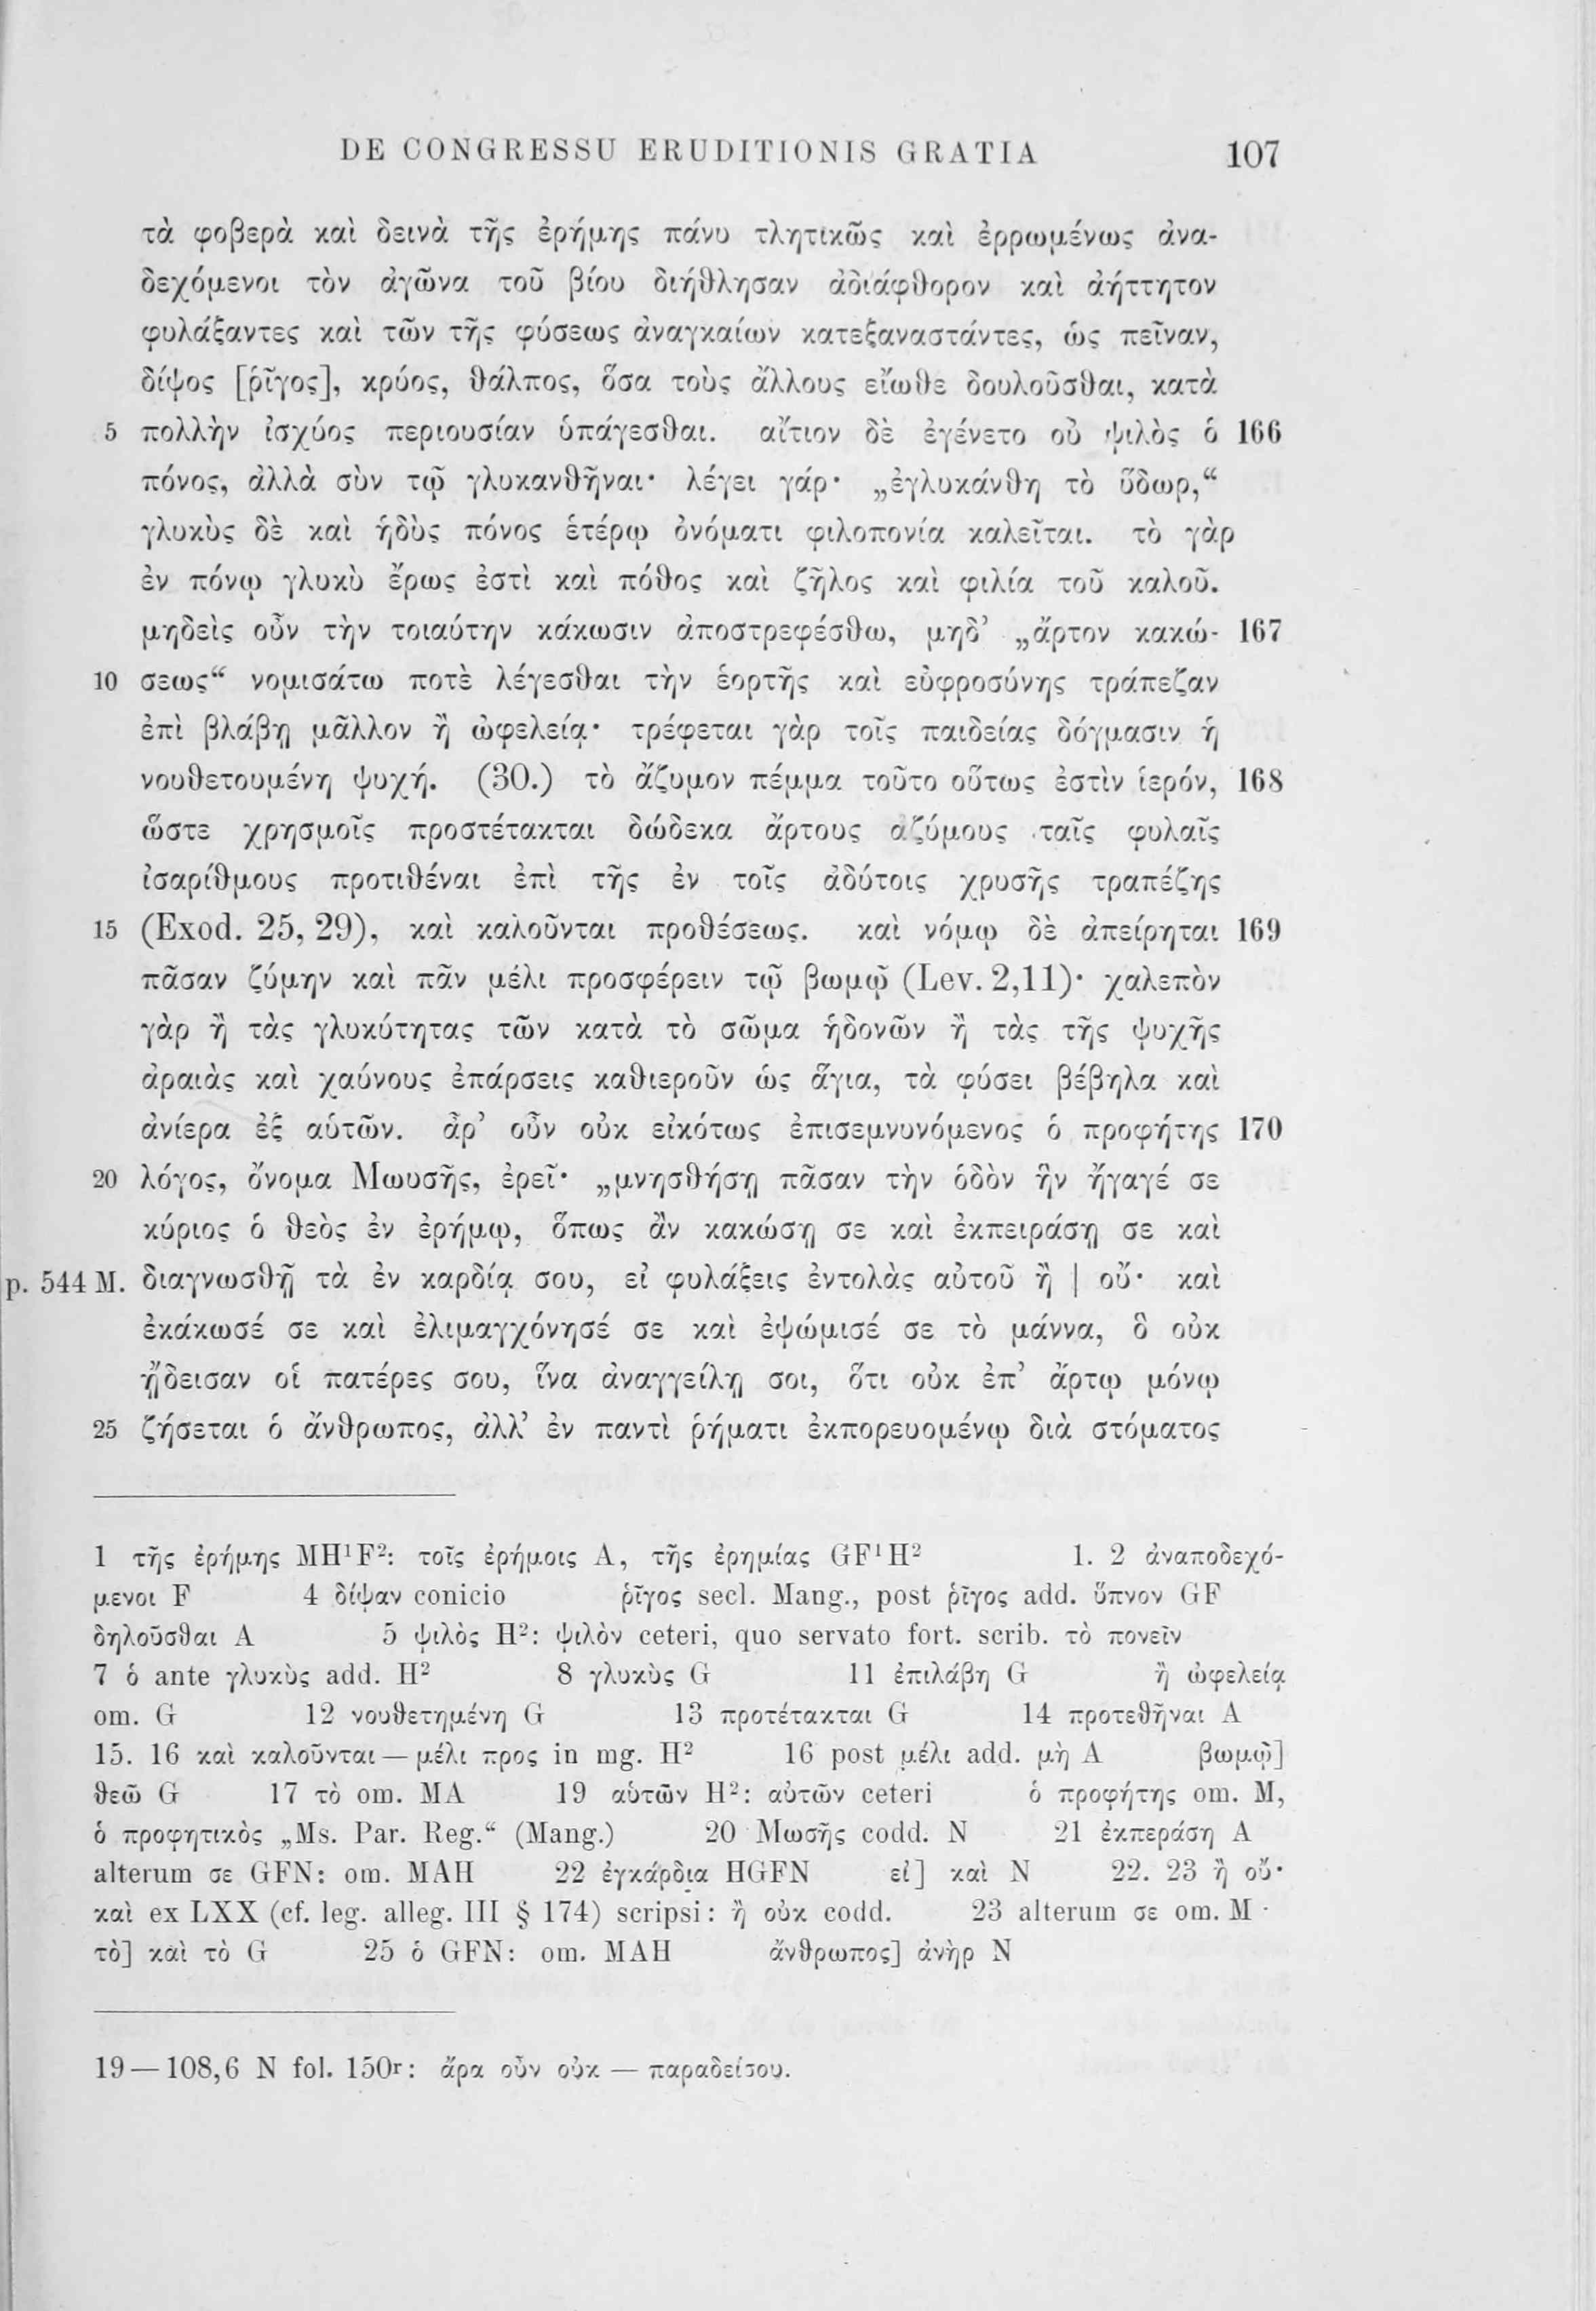 DE CONGRESSU ERUDITIONIS GRATIA 107
τὰ φοβερὰ καὶ δεινὰ τῆς ἐρήμης πάνυ τλητικῶς καὶ ἐρρωμένως ἀνα-
δεχόμενοι τὸν ἀγῶνα τοῦ βίου διήθλησαν ἀδιάφθορον καὶ ἀήττητον
φυλάξαντες καὶ τῶν τῆς φύσεως ἀναγκαίων κατεξαναστάντες, ὡς πεῖναν,
δίψος [ῥῖγος], κρύος, θάλπος, ὅσα τοὺς ἄλλους εἴωθε δουλοῦσθαι, κατὰ
5 πολλὴν ἰσχύος περιουσίαν ὑπάγεσθαι. αἴτιον δὲ ἐγένετο οὐ ψιλὸς ὁ 166
πόνος, ἀλλὰ σὺν τῷ γλυκανθῆναι· λέγει γάρ· „ἐγλυκάνθη τὸ ὕδωρ,“
γλυκὺς δὲ καὶ ἡδὺς πόνος ἑτέρῳ ὀνόματι φιλοπονία καλεῖται. τὸ γὰρ
ἐν πόνῳ γλυκὺ ἔρως ἐστὶ καὶ πόθος καὶ ζῆλος καὶ φιλία τοῦ καλοῦ.
μηδεὶς οὖν τὴν τοιαύτην κάκωσιν ἀποστρεφέσθω, μηδ’ „ἄρτον κακώ- 167
10 σεως“ νομισάτω ποτὲ λέγεσθαι τὴν ἑορτῆς καὶ εὐφροσύνης τράπεζαν
ἐπὶ βλάβῃ μᾶλλον ἢ ὠφελείᾳ· τρέφεται γὰρ τοῖς παιδείας δόγμασιν ἡ
νουθετουμένη ψυχή. (30.) τὸ ἄζυμον πέμμα τοῦτο οὕτως ἐστὶν ἱερόν, 168
ὥστε χρησμοῖς προστέτακται δώδεκα ἄρτους ἀζύμους ταῖς φυλαῖς
ἰσαρίθμους προτιθέναι ἐπὶ τῆς ἐν τοῖς ἀδύτοις χρυσῆς τραπέζης
15 (Exod. 25, 29), καὶ καλοῦνται προθέσεως. καὶ νόμῳ δὲ ἀπείρηται 169
πᾶσαν ζύμην καὶ πᾶν μέλι προσφέρειν τῷ βωμῷ (Lev. 2,11)· χαλεπὸν
γὰρ ἢ τὰς γλυκύτητας τῶν κατὰ τὸ σῶμα ἡδονῶν ἢ τὰς τῆς ψυχῆς
ἀραιὰς καὶ χαύνους ἐπάρσεις καθιεροῦν ὡς ἅγια, τὰ φύσει βέβηλα καὶ
ἀνίερα ἐξ αὑτῶν. ἆρ’ οὖν οὐκ εἰκότως ἐπισεμνυνόμενος ὁ προφήτης 170
20 λόγος, ὄνομα Μωυσῆς, ἐρεῖ· „μνησθήσῃ πᾶσαν τὴν ὁδὸν ἣν ἤγαγέ σε
κύριος ὁ θεὸς ἐν ἐρήμῳ, ὅπως ἂν κακώσῃ σε καὶ ἐκπειράσῃ σε καὶ
p. 544 M. διαγνωσθῇ τὰ ἐν καρδίᾳ σου, εἰ φυλάξεις ἐντολὰς αὐτοῦ ἢ | οὔ· καὶ
ἐκάκωσέ σε καὶ ἐλιμαγχόνησέ σε καὶ ἐψώμισέ σε τὸ μάννα, ὃ οὐκ
ᾔδεισαν οἱ πατέρες σου, ἵνα ἀναγγείλῃ σοι, ὅτι οὐκ ἐπ’ ἄρτῳ μόνῳ
25 ζήσεται ὁ ἄνθρωπος, ἀλλ’ ἐν παντὶ ῥήματι ἐκπορευομένῳ διὰ στόματος
1 τῆς ἐρήμης MH¹F²: τοῖς ἐρήμοις A, τῆς ἐρημίας GF¹H² 1. 2 ἀναποδεχό-
μενοι F 4 δίψαν conicio ῥῖγος secl. Mang., post ῥῖγος add. ὕπνον GF
δηλοῦσθαι A 5 ψιλὸς H²: ψιλὸν ceteri, quo servato fort. scrib. τὸ πονεῖν
7 ὁ ante γλυκὺς add. H² 8 γλυκὺς G 11 ἐπιλάβη G ἢ ὠφελείᾳ
om. G 12 νουθετημένη G 13 προτέτακται G 14 προτεθῆναι A
15. 16 καὶ καλοῦνται — μέλι προς in mg. H² 16 post μέλι add. μὴ A βωμῷ]
θεῶ G 17 τὸ om. MA 19 αὑτῶν H²: αὐτῶν ceteri ὁ προφήτης om. M,
ὁ προφητικὸς „Ms. Par. Reg.“ (Mang.) 20 Μωσῆς codd. N 21 ἐκπεράση A
alterum σε GFN: om. MAH 22 ἐγκάρδια HGFN εἰ] καὶ N 22. 23 ἢ οὔ·
καὶ ex LXX (cf. leg. alleg. III § 174) scripsi: ἢ οὐκ codd. 23 alterum σε om. M
τὸ] καὶ τὸ G 25 ὁ GFN: om. MAH ἄνθρωπος] ἀνὴρ N
19 — 108,6 N fol. 150r: ἄρα οὖν οὐκ — παραδείσου.